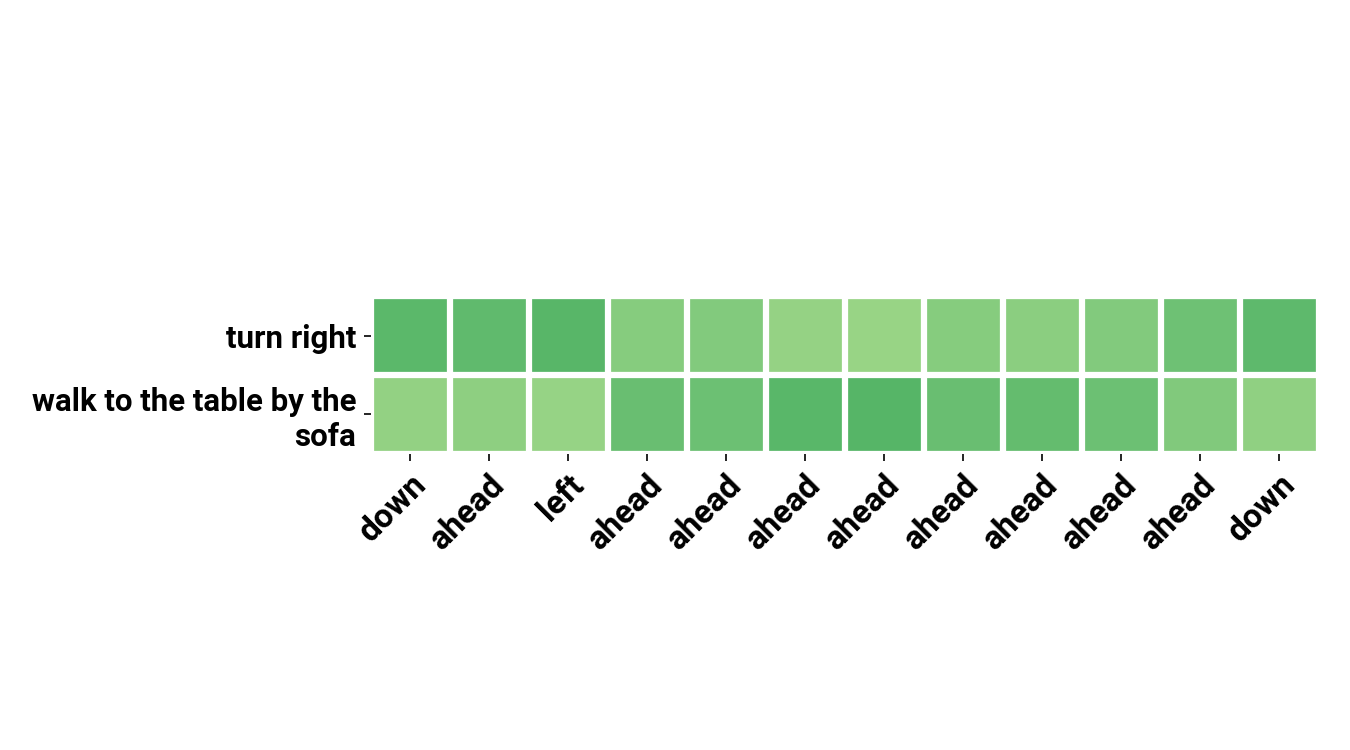 turn right
walk to the table by the
sofa
down ahead left ahead ahead ahead ahead ahead ahead ahead ahead down